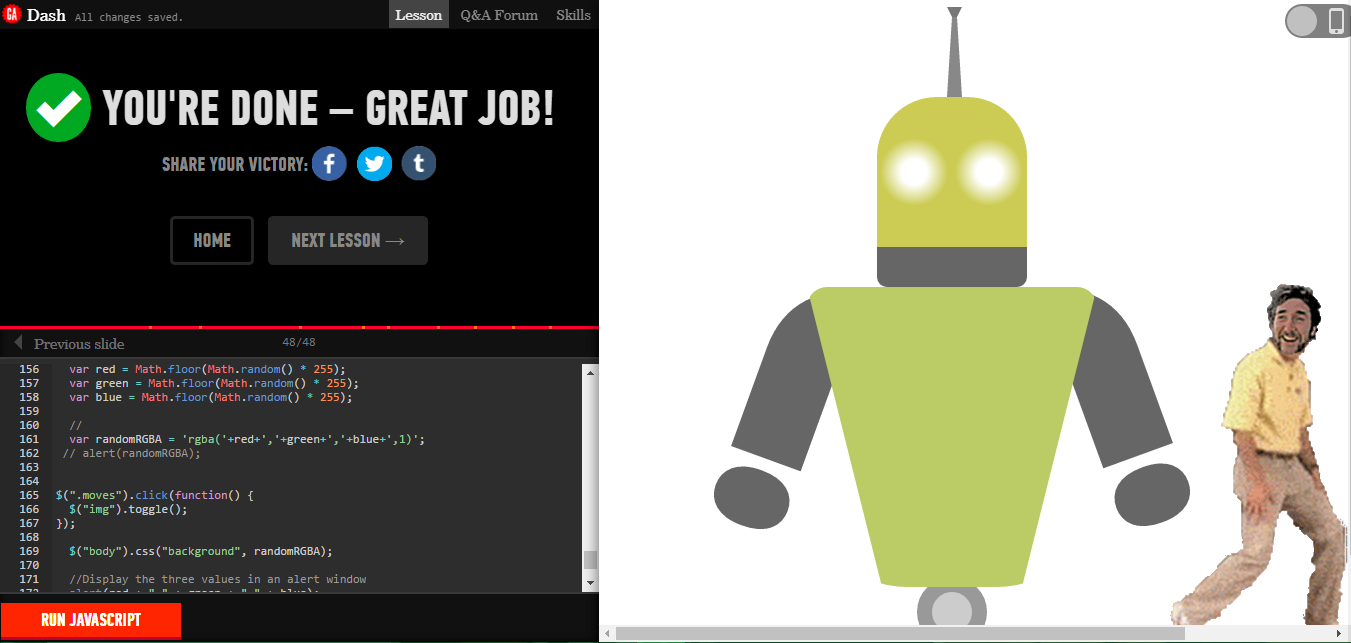 GA Dash All changes saved. Lesson Q&A Forum Skills
YOU'RE DONE — GREAT JOB!
SHARE YOUR VICTORY: f t
HOME NEXT LESSON →
Previous slide 48/48
156 var red = Math.floor(Math.random() * 255);
157 var green = Math.floor(Math.random() * 255);
158 var blue = Math.floor(Math.random() * 255);
159
160 //
161 var randomRGBA = 'rgba('+red+','+green+','+blue+',1)';
162 // alert(randomRGBA);
163
164
165 $(".moves").click(function() {
166 $("img").toggle();
167 });
168
169 $("body").css("background", randomRGBA);
170
171 //Display the three values in an alert window
RUN JAVASCRIPT